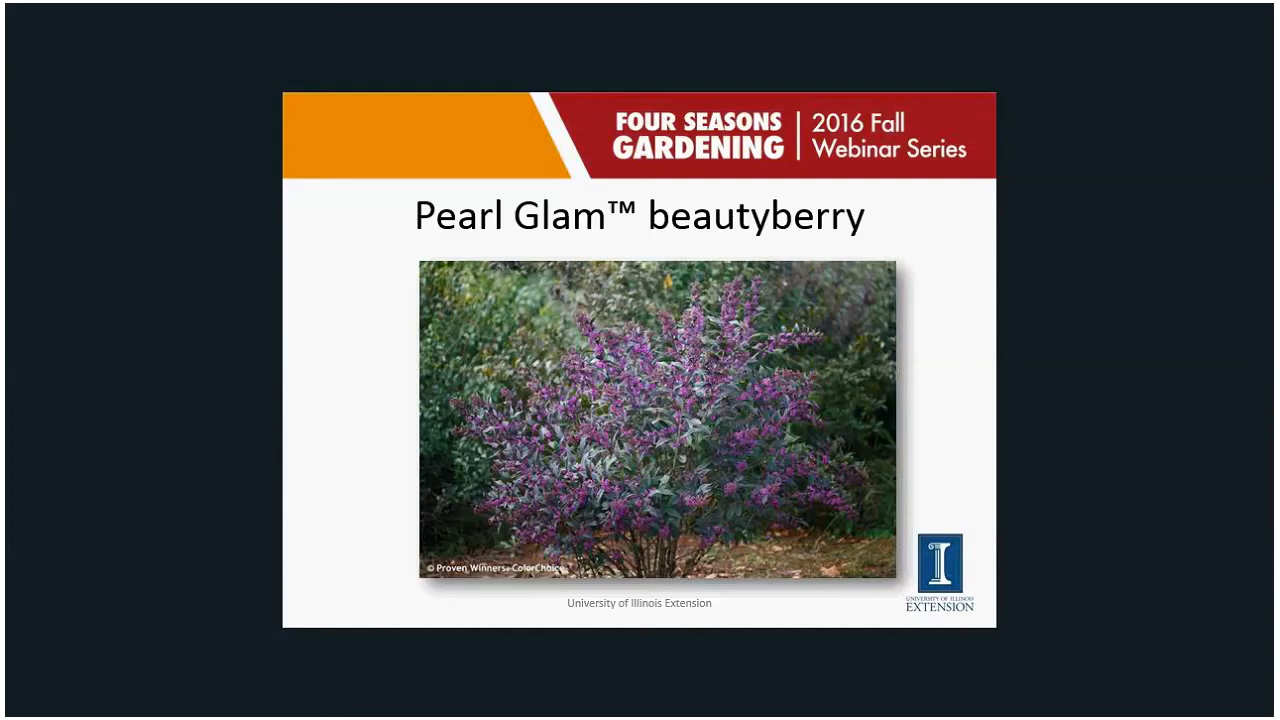 FOUR SEASONS
GARDENING
2016 Fall
Webinar Series
Pearl Glam™ beautyberry
© Proven Winners® ColorChoice®
University of Illinois Extension
UNIVERSITY OF ILLINOIS
EXTENSION